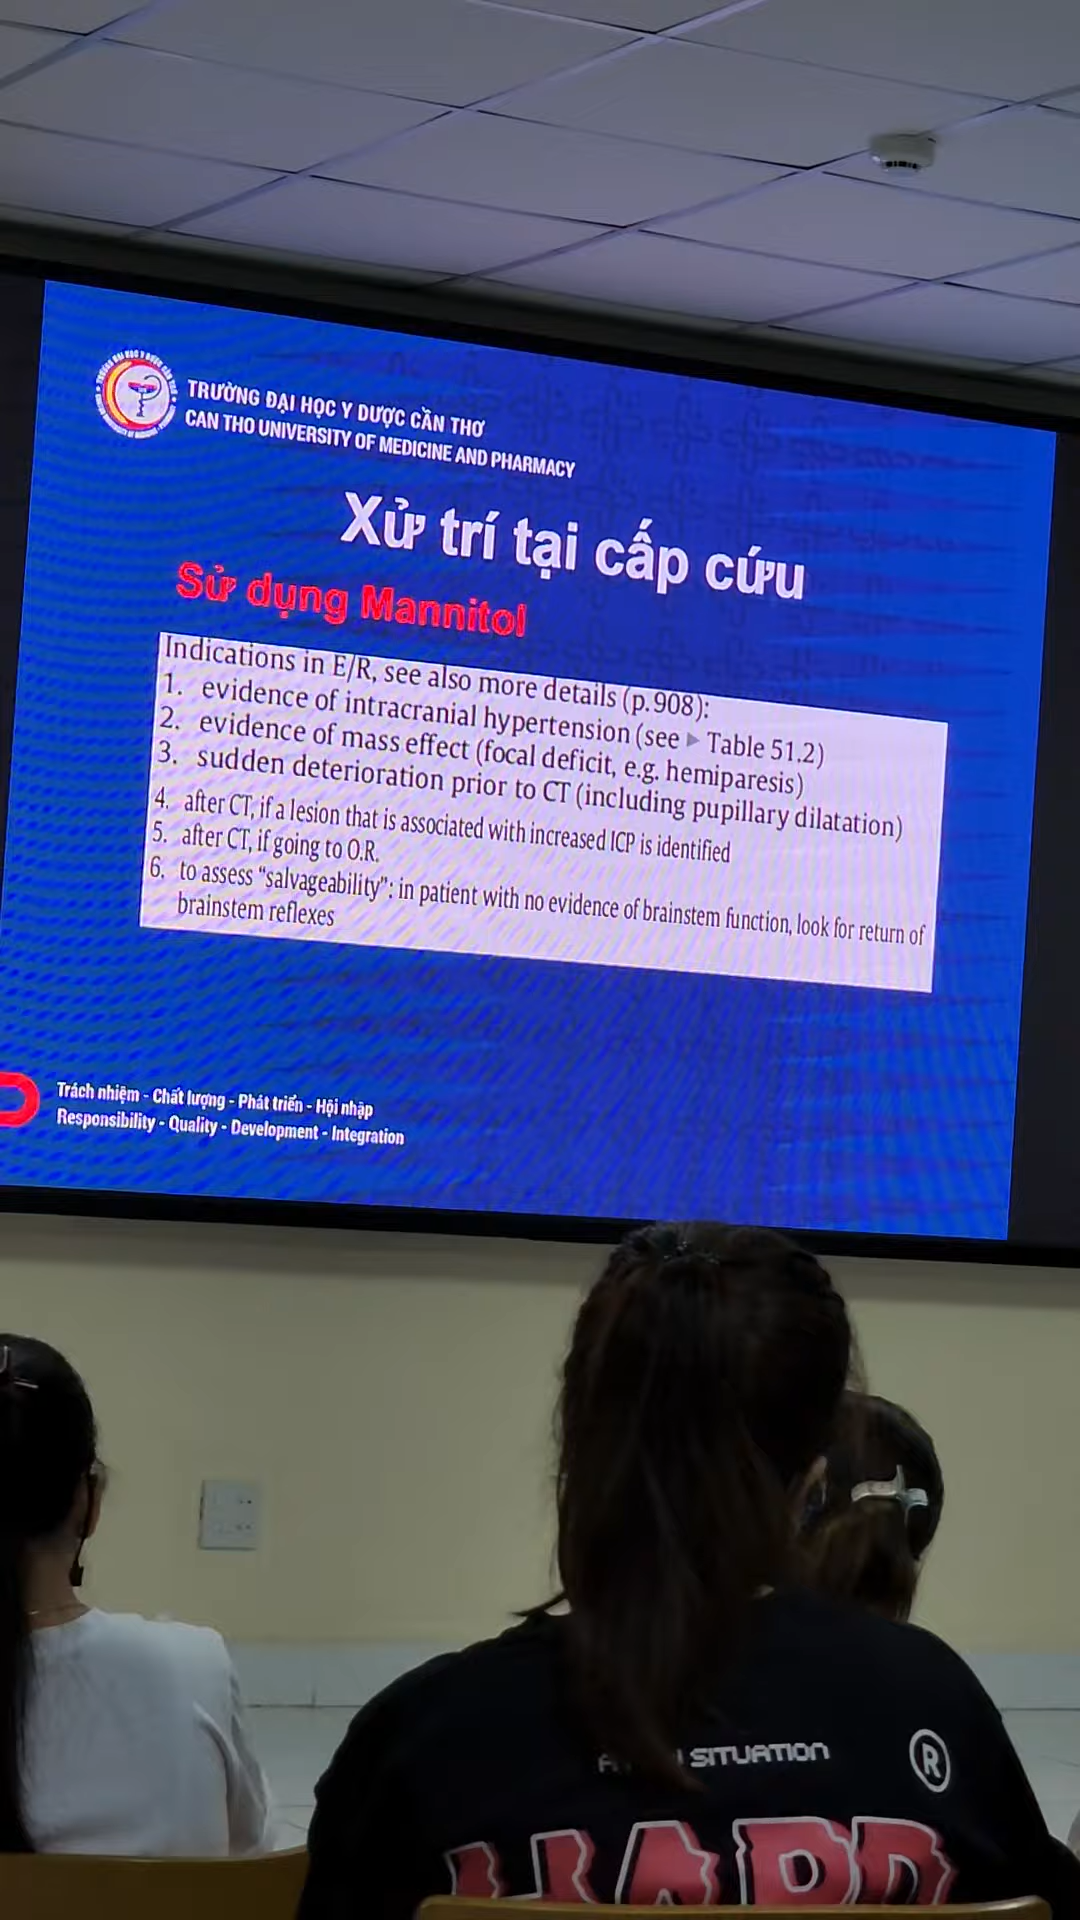 TRƯỜNG ĐẠI HỌC Y DƯỢC CẦN THƠ
CAN THO UNIVERSITY OF MEDICINE AND PHARMACY
Xử trí tại cấp cứu
Sử dụng Mannitol
Indications in E/R, see also more details (p. 908):
1. evidence of intracranial hypertension (see ▶ Table 51.2)
2. evidence of mass effect (focal deficit, e.g. hemiparesis)
3. sudden deterioration prior to CT (including pupillary dilatation)
4. after CT, if a lesion that is associated with increased ICP is identified
5. after CT, if going to O.R.
6. to assess “salvageability”: in patient with no evidence of brainstem function, look for return of
brainstem reflexes
Trách nhiệm - Chất lượng - Phát triển - Hội nhập
Responsibility - Quality - Development - Integration
SITUATION
®
HARD